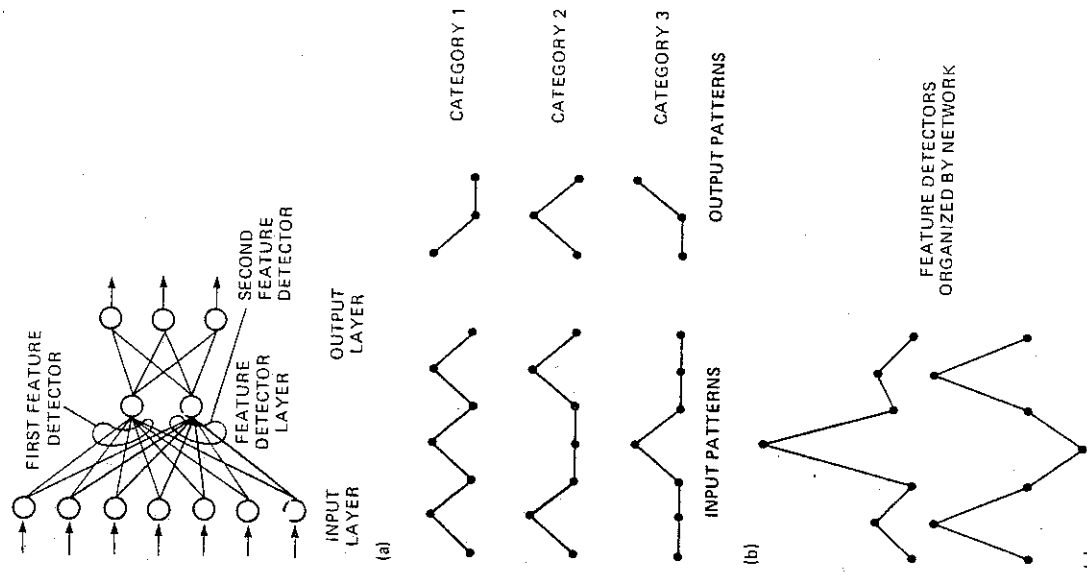 FIRST FEATURE
DETECTOR
SECOND
FEATURE
DETECTOR
FEATURE
DETECTOR
LAYER
INPUT
LAYER
OUTPUT
LAYER
(a)
CATEGORY 1
CATEGORY 2
CATEGORY 3
INPUT PATTERNS
OUTPUT PATTERNS
(b)
FEATURE DETECTORS
ORGANIZED BY NETWORK